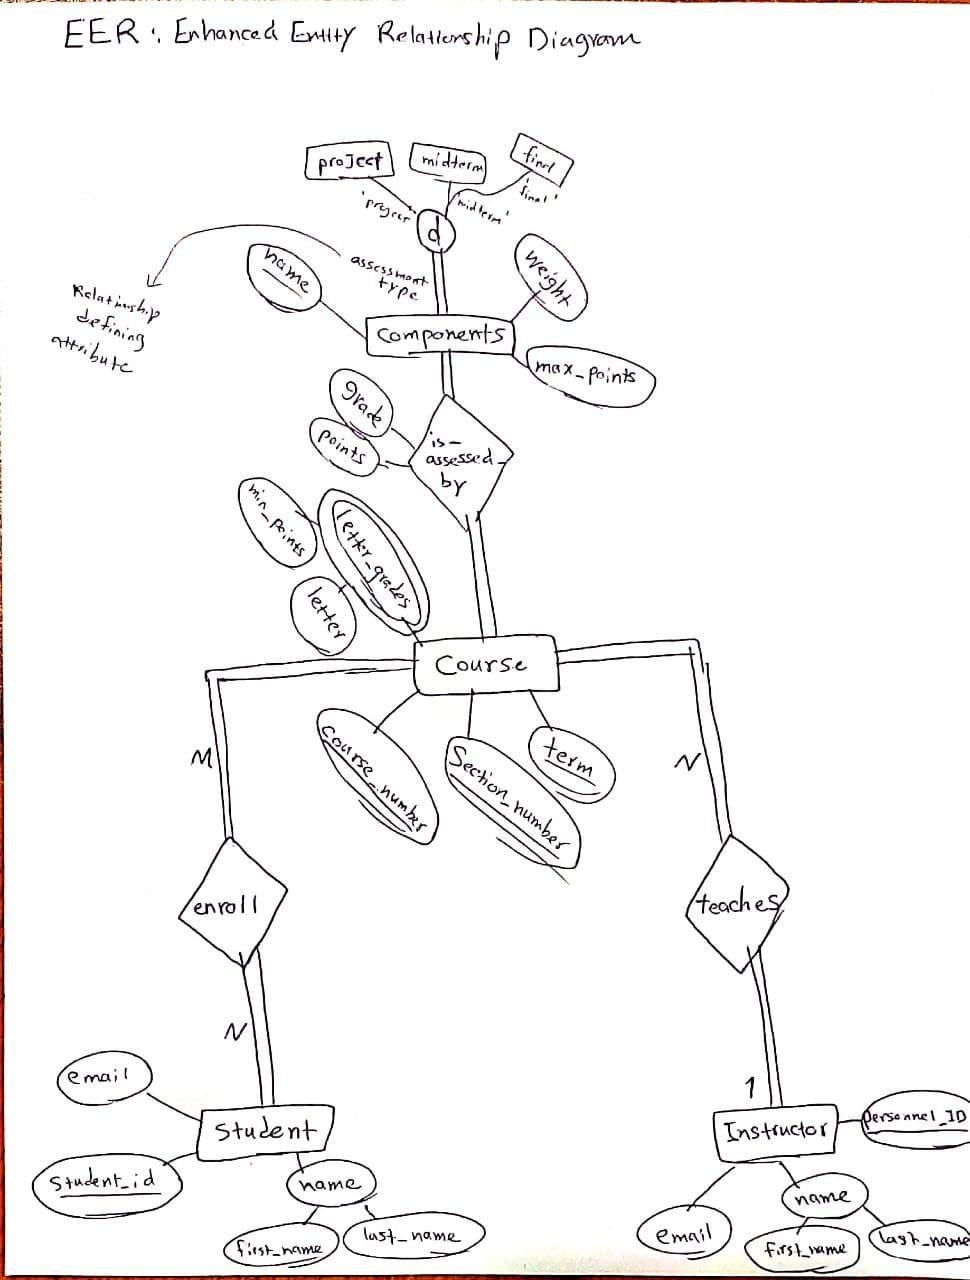 EER: Enhanced Entity Relationship Diagram
project
midterm
final
'project'
'midterm'
'final'
d
assessment
type
name
weight
Relationship
defining
attribute
Components
max_points
grade
points
is_
assessed_
by
min_points
letter_grades
letter
Course
course_number
Section_number
term
M
N
enroll
teaches
N
1
email
Student
Student_id
name
first_name
last_name
Instructor
personnel_ID
email
name
first_name
last_name